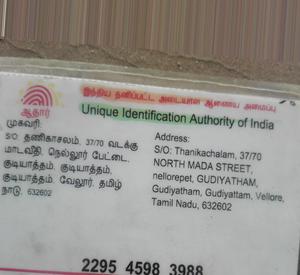 இந்திய தனிப்பட்ட அடையாள ஆணைய அமைப்பு
ஆதார்
Unique Identification Authority of India
முகவரி:
S/O: தணிகாசலம், 37/70 வடக்கு
மாடவீதி, நெல்லூர் பேட்டை,
குடியாத்தம், குடியாத்தம்,
குடியாத்தம், வேலூர், தமிழ்
நாடு, 632602
Address:
S/O: Thanikachalam, 37/70
NORTH MADA STREET,
nellorepet, GUDIYATHAM,
Gudiyatham, Gudiyattam, Vellore,
Tamil Nadu, 632602
2295 4598 3988